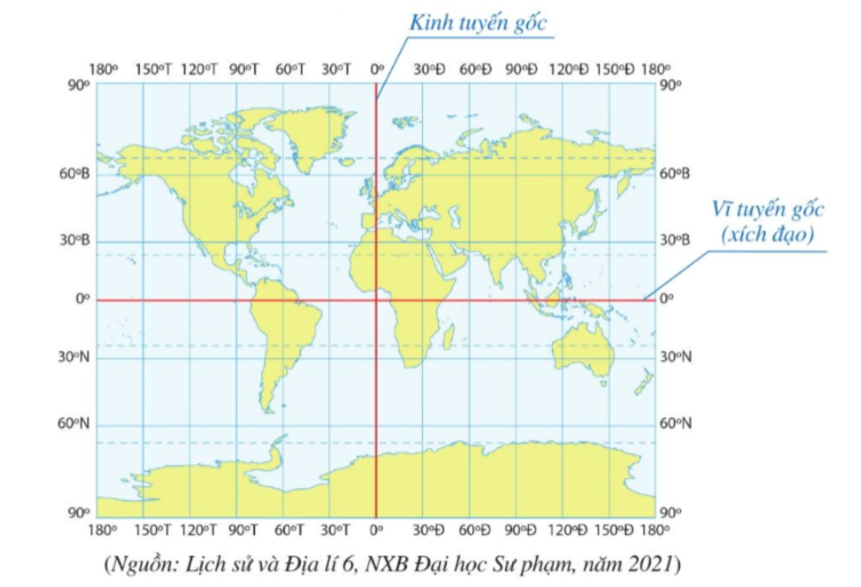 Kinh tuyến gốc
180º 150ºT 120ºT 90ºT 60ºT 30ºT 0º 30ºĐ 60ºĐ 90ºĐ 120ºĐ 150ºĐ 180º
90º 90º
60ºB 60ºB
Vĩ tuyến gốc
(xích đạo)
30ºB 30ºB
0º 0º
30ºN 30ºN
60ºN 60ºN
90º 90º
180º 150ºT 120ºT 90ºT 60ºT 30ºT 0º 30ºĐ 60ºĐ 90ºĐ 120ºĐ 150ºĐ 180º
(Nguồn: Lịch sử và Địa lí 6, NXB Đại học Sư phạm, năm 2021)